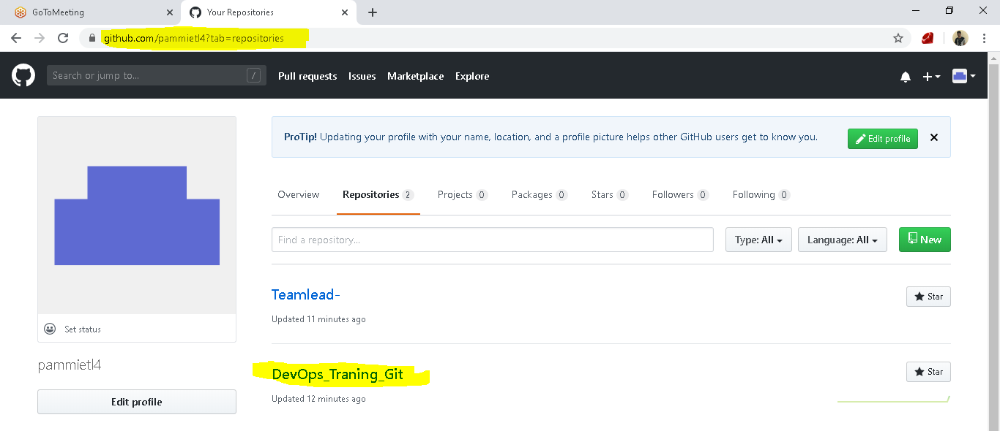 GoToMeeting
Your Repositories
github.com/pammietl4?tab=repositories
Search or jump to... /
Pull requests Issues Marketplace Explore
ProTip! Updating your profile with your name, location, and a profile picture helps other GitHub users get to know you.
Edit profile
Overview Repositories 2 Projects 0 Packages 0 Stars 0 Followers 0 Following 0
Find a repository...
Type: All
Language: All
New
Teamlead-
Star
Updated 11 minutes ago
Set status
pammietl4
DevOps_Traning_Git
Star
Updated 12 minutes ago
Edit profile